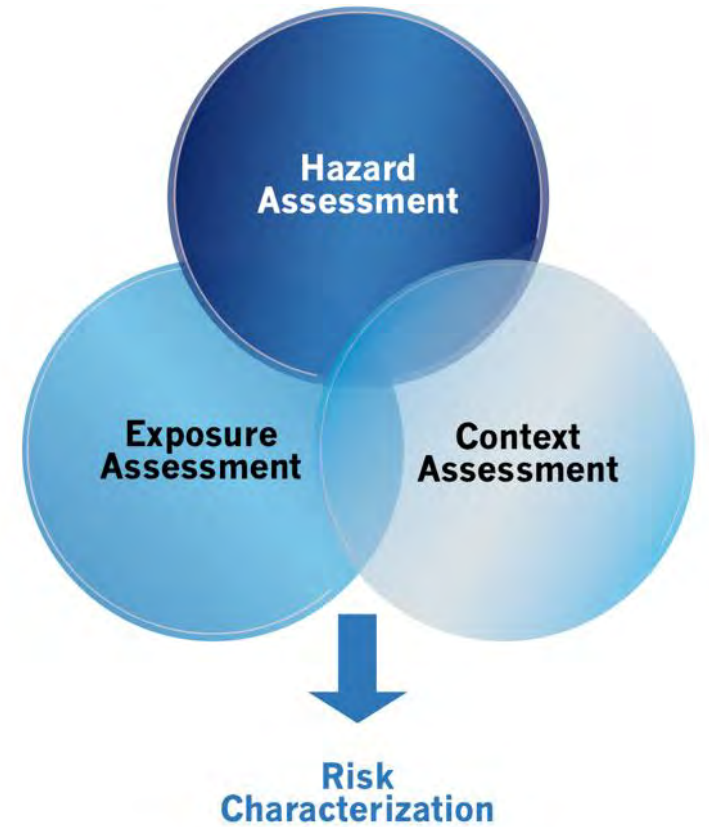 Hazard
Assessment
Exposure
Assessment
Context
Assessment
Risk
Characterization